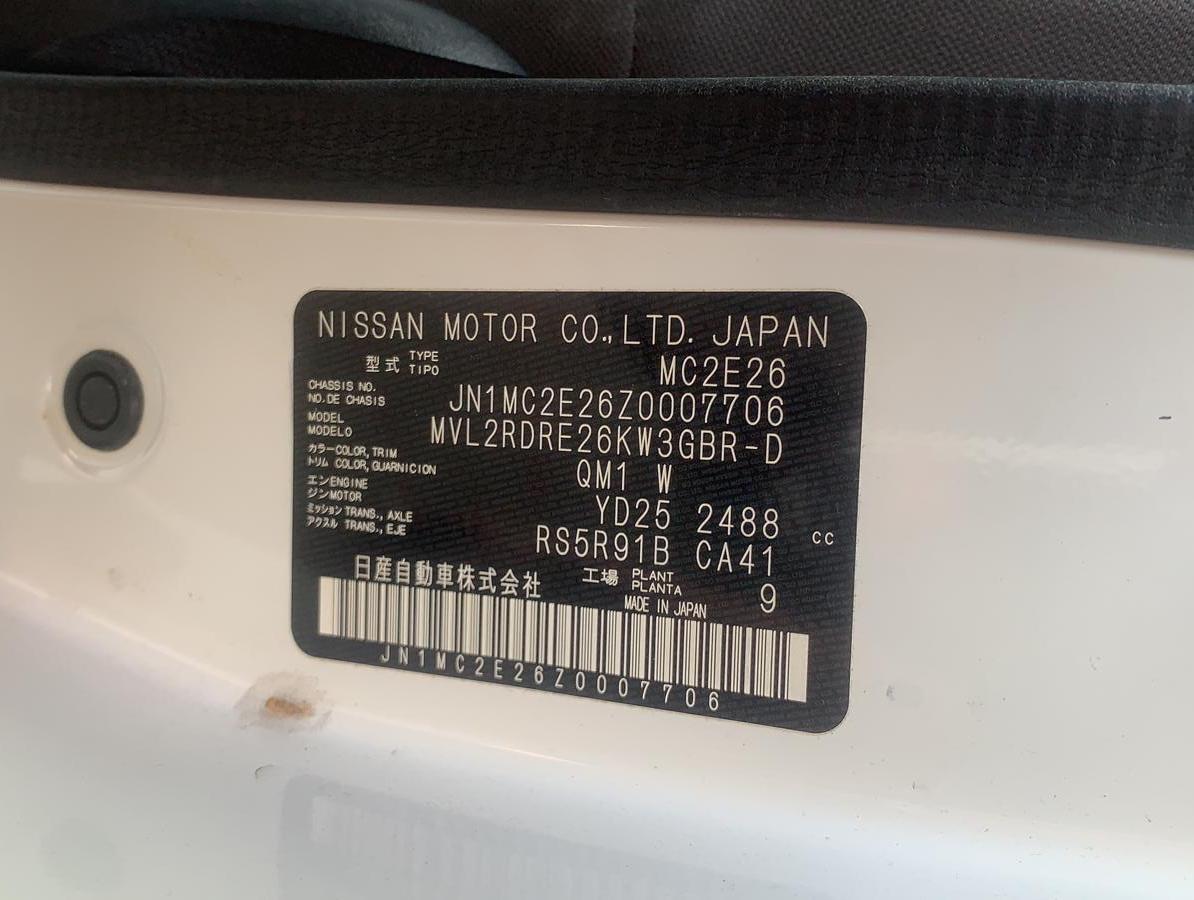 NISSAN MOTOR CO.,LTD. JAPAN
型式 TYPE TIPO MC2E26
CHASSIS NO. NO.DE CHASIS JN1MC2E26Z0007706
MODEL MODELO MVL2RDRE26KW3GBR-D
カラー COLOR, TRIM トリム COLOR, GUARNICION QM1 W
エンジン ENGINE MOTOR YD25 2488 cc
ミッション TRANS., AXLE アクスル TRANS., EJE RS5R91B CA41
日産自動車株式会社 工場 PLANT PLANTA 9
MADE IN JAPAN
JN1MC2E26Z0007706